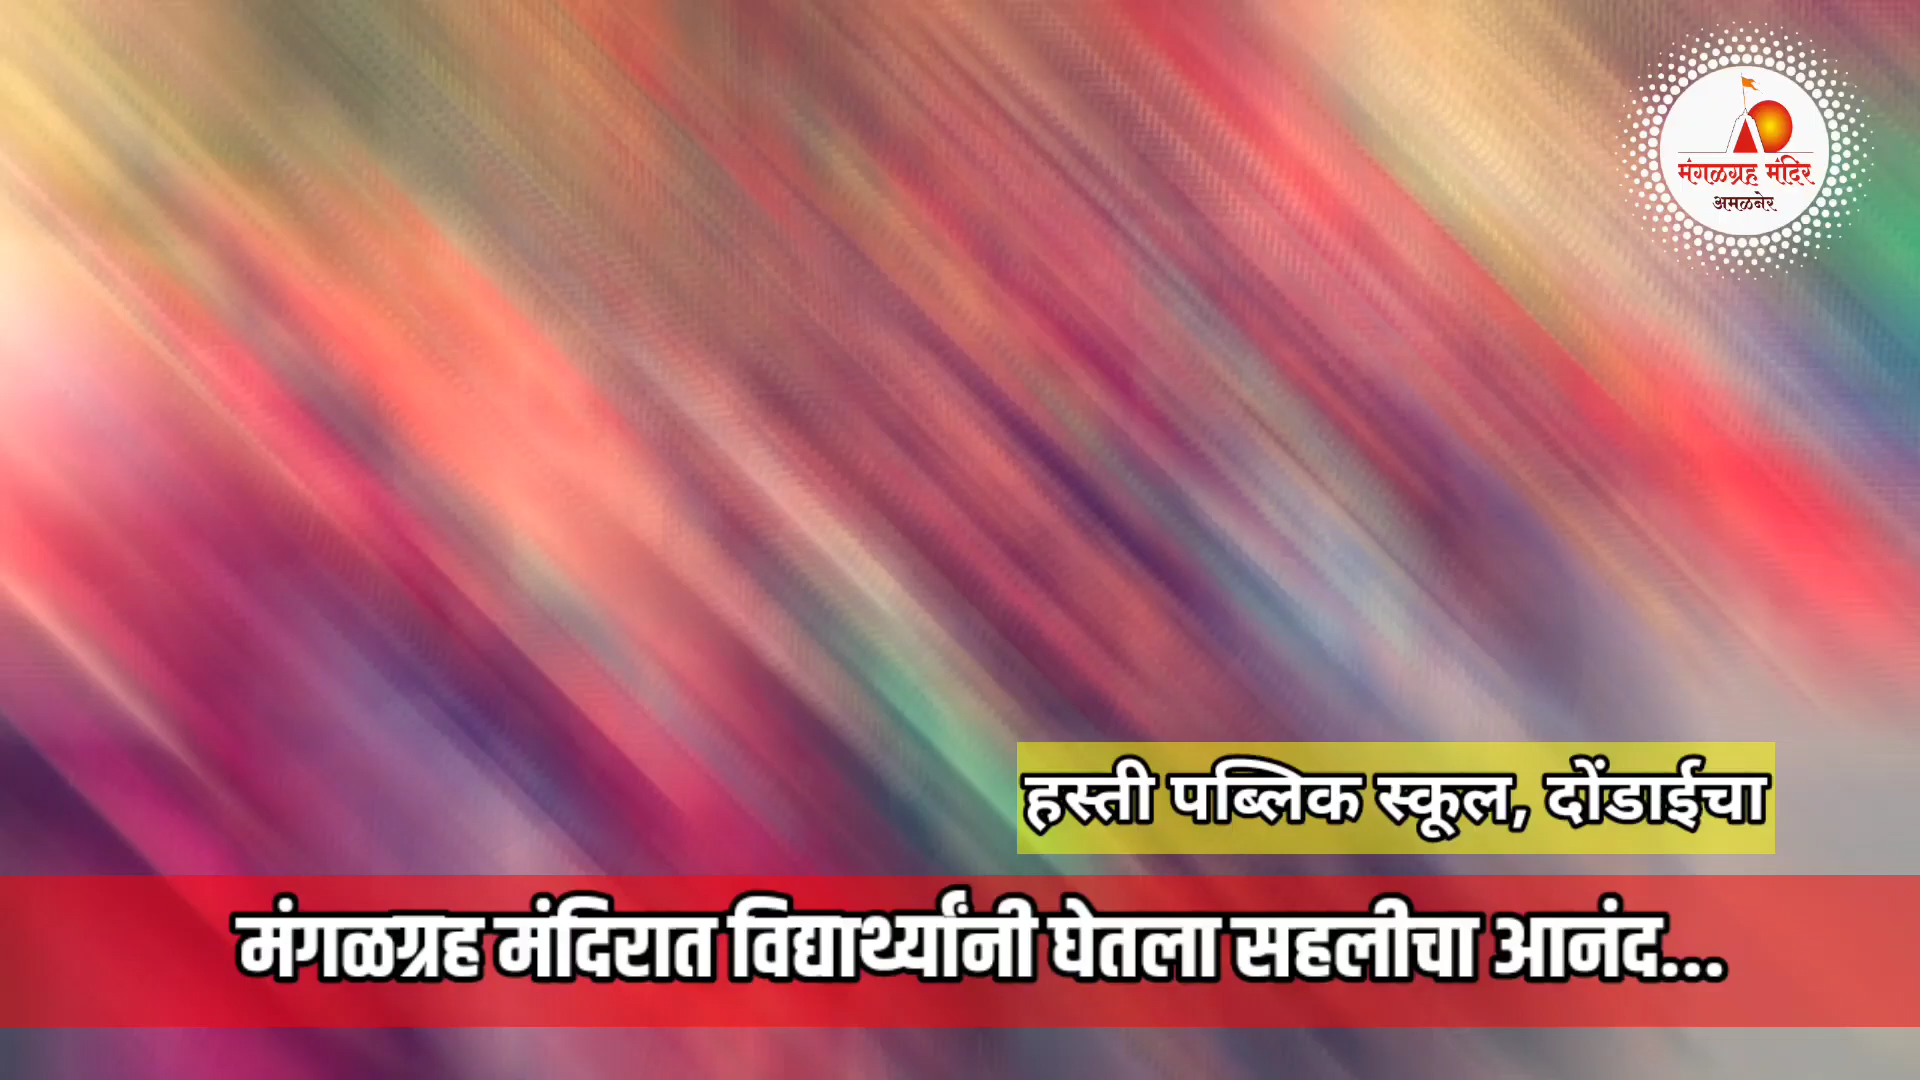 मंगळग्रह मंदिर
अमळनेर
हस्ती पब्लिक स्कूल, दोंडाईचा
मंगळग्रह मंदिरात विद्यार्थ्यांनी घेतला सहलीचा आनंद...